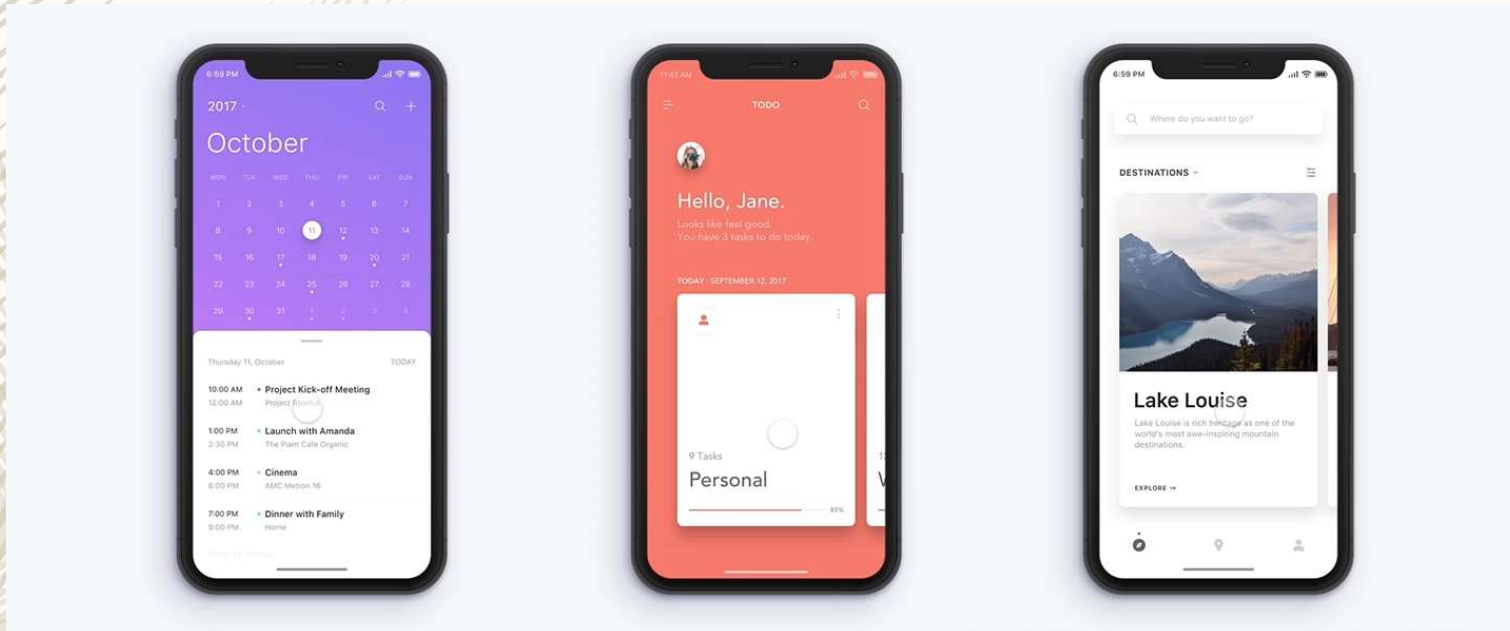 6:59 PM
2017
October
MON TUE WED THU FRI SAT SUN
1 2 3 4 5 6 7
8 9 10 11 12 13 14
15 16 17 18 19 20 21
22 23 24 25 26 27 28
29 30 31 1 2 3 4
Thursday 11, October TODAY
10:00 AM Project Kick-off Meeting
12:00 AM Project Room
1:00 PM Launch with Amanda
2:30 PM The Plant Cafe Organic
4:00 PM Cinema
6:00 PM AMC Metron 16
7:00 PM Dinner with Family
9:00 PM Home
11:42 AM
TODO
Hello, Jane.
Looks like feel good.
You have 3 tasks to do today.
TODAY : SEPTEMBER 12, 2017
9 Tasks
Personal
83%
6:59 PM
Where do you want to go?
DESTINATIONS
Lake Louise
Lake Louise is rich heritage as one of the
world's most awe-inspiring mountain
destinations.
EXPLORE →